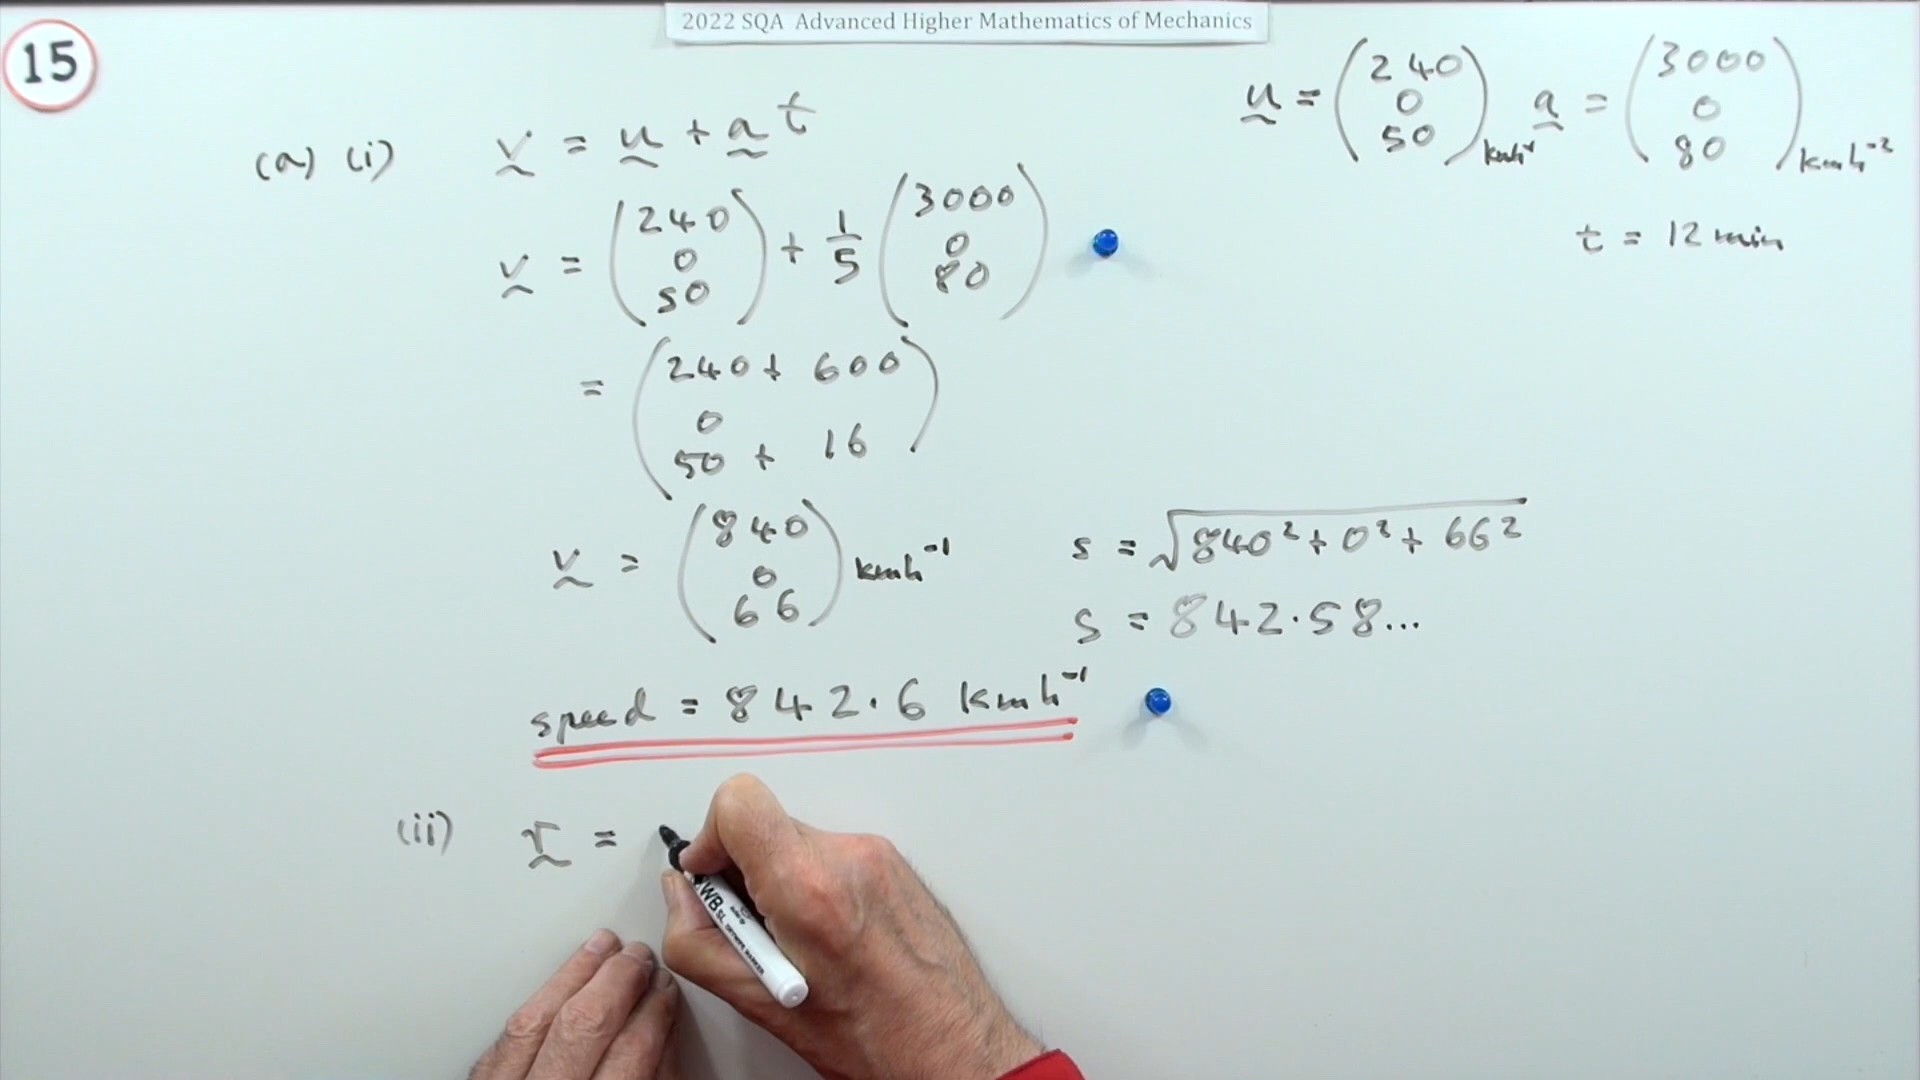 2022 SQA Advanced Higher Mathematics of Mechanics
15
u = (240 0 50) kmh⁻¹ a = (3000 0 80) kmh⁻²
t = 12 min
(a) (i) v = u + a t
v = (240 0 50) + 1/5 (3000 0 80)
= (240 + 600 0 50 + 16)
v = (840 0 66) kmh⁻¹
s = √840² + 0² + 66²
s = 842.58...
speed = 842.6 kmh⁻¹
(ii) r =
WB